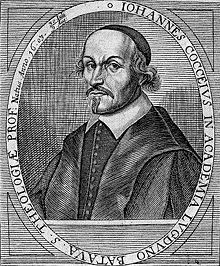 IOHANNES COCCEIVS IN ACADEMIA LVGDVNO BATAVA S. THEOLOGIÆ PROF. Natus Anno